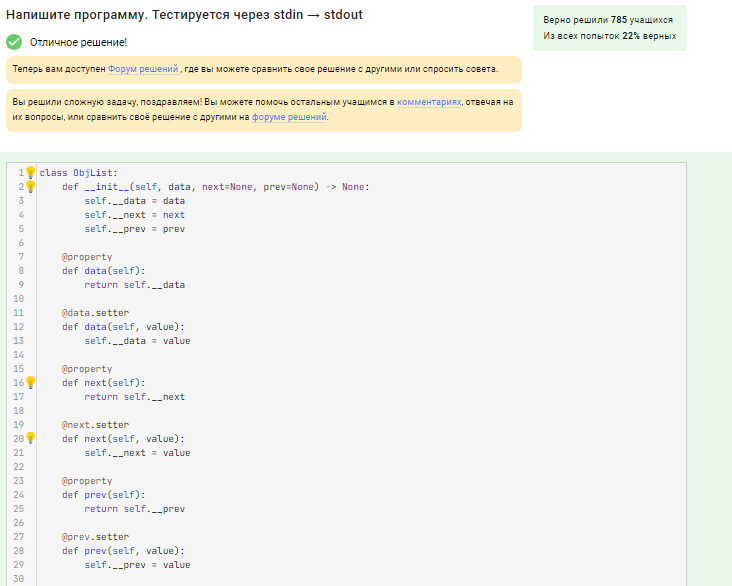 Напишите программу. Тестируется через stdin → stdout
Верно решили 785 учащихся
Из всех попыток 22% верных
Отличное решение!
Теперь вам доступен Форум решений, где вы можете сравнить свое решение с другими или спросить совета.
Вы решили сложную задачу, поздравляем! Вы можете помочь остальным учащимся в комментариях, отвечая на
их вопросы, или сравнить своё решение с другими на форуме решений.
1 class ObjList:
2     def __init__(self, data, next=None, prev=None) -> None:
3         self.__data = data
4         self.__next = next
5         self.__prev = prev
6
7     @property
8     def data(self):
9         return self.__data
10
11     @data.setter
12     def data(self, value):
13         self.__data = value
14
15     @property
16     def next(self):
17         return self.__next
18
19     @next.setter
20     def next(self, value):
21         self.__next = value
22
23     @property
24     def prev(self):
25         return self.__prev
26
27     @prev.setter
28     def prev(self, value):
29         self.__prev = value
30